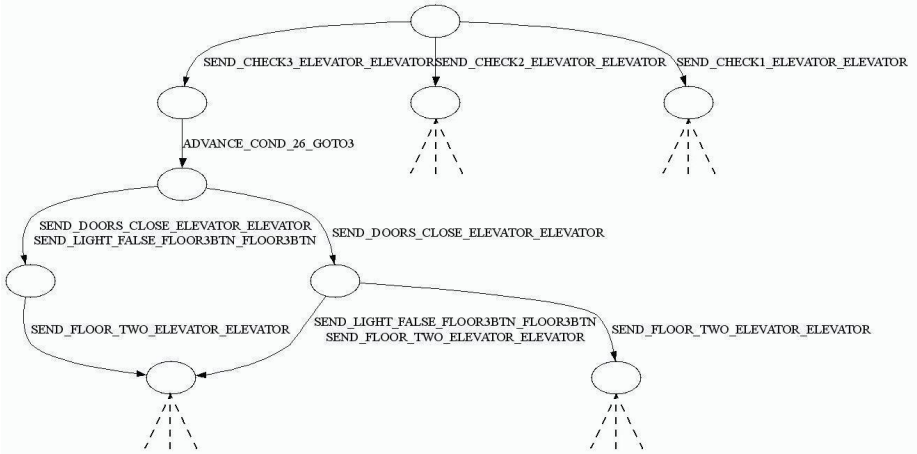 SEND_CHECK3_ELEVATOR_ELEVATOR
SEND_CHECK2_ELEVATOR_ELEVATOR
SEND_CHECK1_ELEVATOR_ELEVATOR
ADVANCE_COND_26_GOTO3
SEND_DOORS_CLOSE_ELEVATOR_ELEVATOR
SEND_LIGHT_FALSE_FLOOR3BTN_FLOOR3BTN
SEND_DOORS_CLOSE_ELEVATOR_ELEVATOR
SEND_FLOOR_TWO_ELEVATOR_ELEVATOR
SEND_LIGHT_FALSE_FLOOR3BTN_FLOOR3BTN
SEND_FLOOR_TWO_ELEVATOR_ELEVATOR
SEND_FLOOR_TWO_ELEVATOR_ELEVATOR